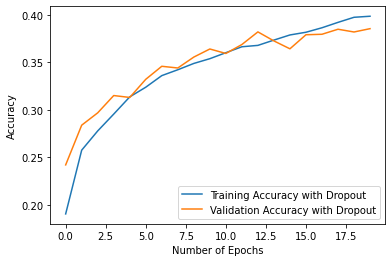 0.40
0.35
0.30
0.25
0.20
Accuracy
Training Accuracy with Dropout
Validation Accuracy with Dropout
0.0 2.5 5.0 7.5 10.0 12.5 15.0 17.5
Number of Epochs